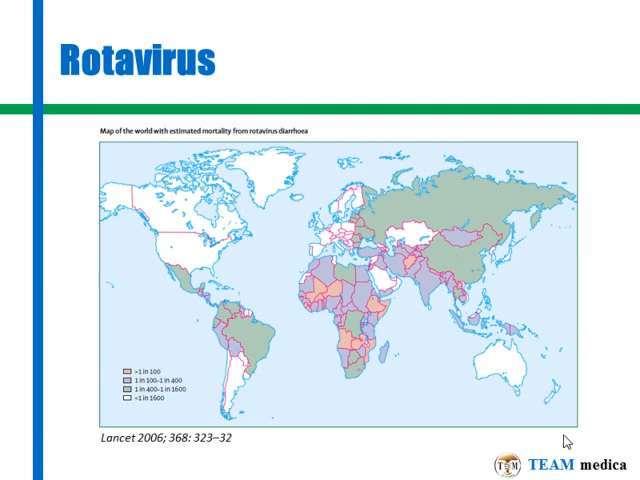 Rotavirus
Map of the world with estimated mortality from rotavirus diarrhoea
>1 in 100
1 in 100–1 in 400
1 in 400–1 in 1600
<1 in 1600
Lancet 2006; 368: 323–32
TEAM medica